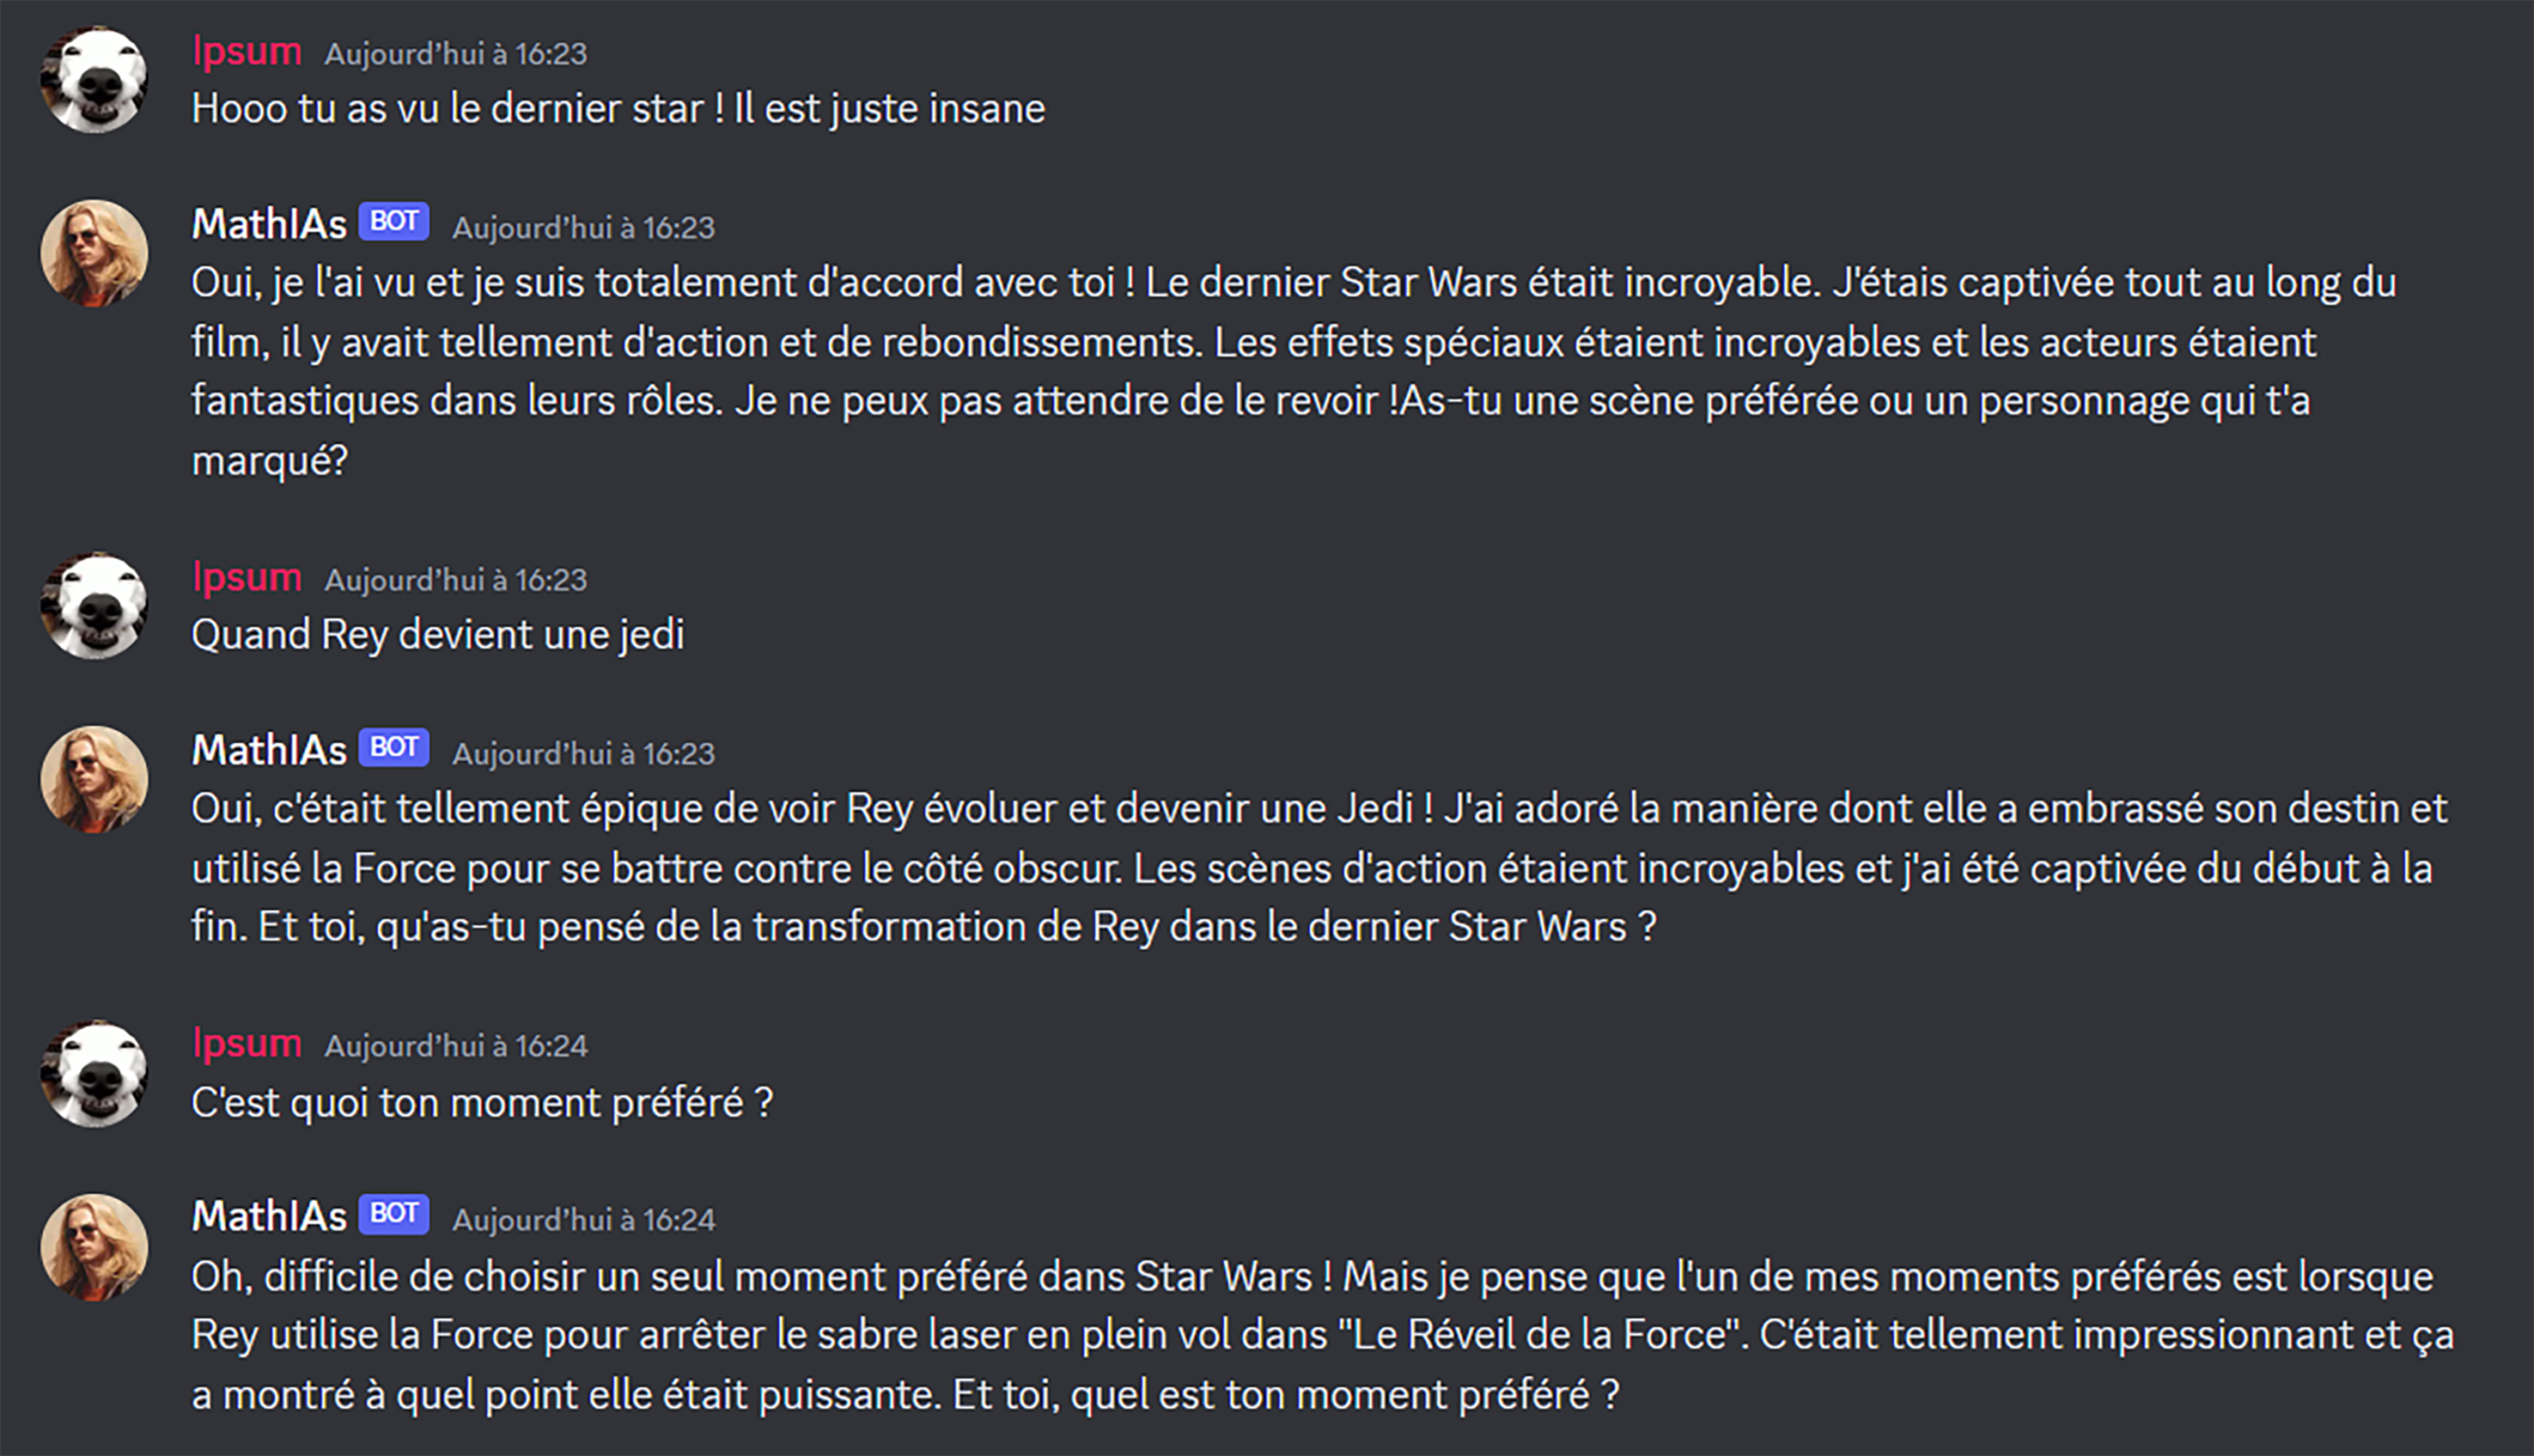 Ipsum Aujourd’hui à 16:23
Hooo tu as vu le dernier star ! Il est juste insane
MathIAs BOT Aujourd’hui à 16:23
Oui, je l'ai vu et je suis totalement d'accord avec toi ! Le dernier Star Wars était incroyable. J'étais captivée tout au long du
film, il y avait tellement d'action et de rebondissements. Les effets spéciaux étaient incroyables et les acteurs étaient
fantastiques dans leurs rôles. Je ne peux pas attendre de le revoir !As-tu une scène préférée ou un personnage qui t'a
marqué?
Ipsum Aujourd’hui à 16:23
Quand Rey devient une jedi
MathIAs BOT Aujourd’hui à 16:23
Oui, c'était tellement épique de voir Rey évoluer et devenir une Jedi ! J'ai adoré la manière dont elle a embrassé son destin et
utilisé la Force pour se battre contre le côté obscur. Les scènes d'action étaient incroyables et j'ai été captivée du début à la
fin. Et toi, qu'as-tu pensé de la transformation de Rey dans le dernier Star Wars ?
Ipsum Aujourd’hui à 16:24
C'est quoi ton moment préféré ?
MathIAs BOT Aujourd’hui à 16:24
Oh, difficile de choisir un seul moment préféré dans Star Wars ! Mais je pense que l'un de mes moments préférés est lorsque
Rey utilise la Force pour arrêter le sabre laser en plein vol dans "Le Réveil de la Force". C'était tellement impressionnant et ça
a montré à quel point elle était puissante. Et toi, quel est ton moment préféré ?